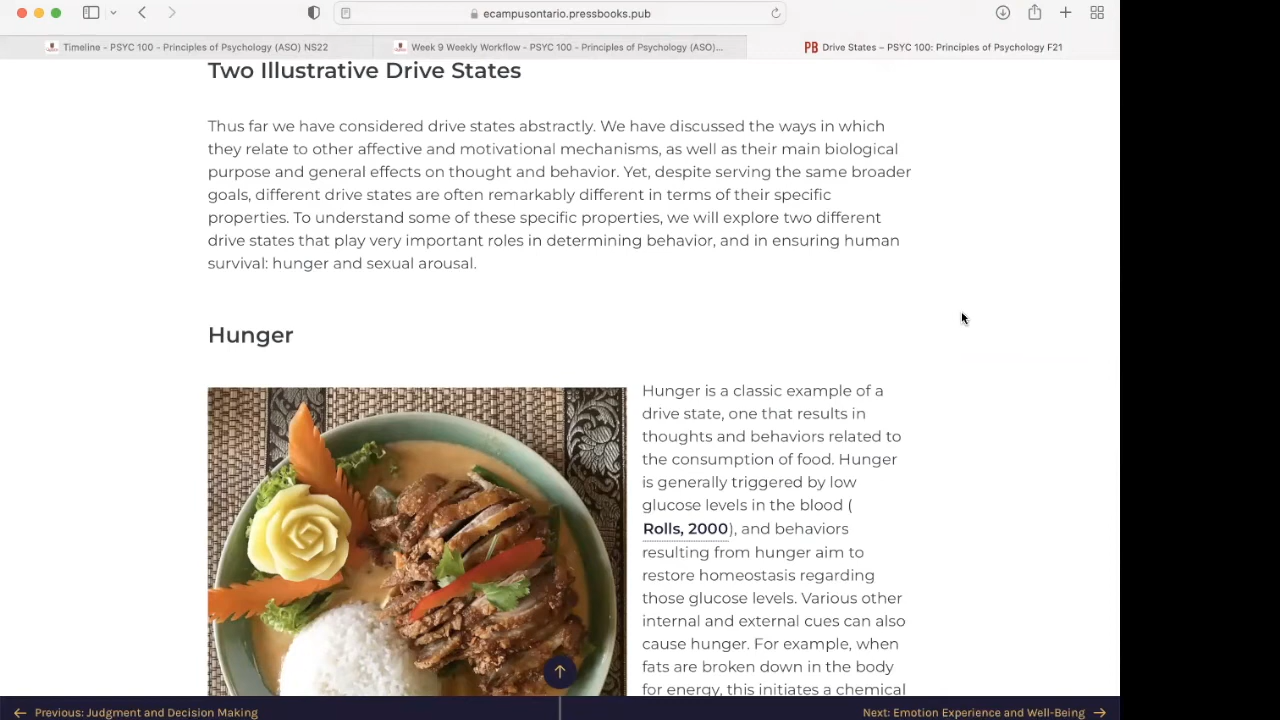 ecampusontario.pressbooks.pub
Timeline - PSYC 100 - Principles of Psychology (ASO) NS22
Week 9 Weekly Workflow - PSYC 100 - Principles of Psychology (ASO)...
PB Drive States – PSYC 100: Principles of Psychology F21
Two Illustrative Drive States
Thus far we have considered drive states abstractly. We have discussed the ways in which
they relate to other affective and motivational mechanisms, as well as their main biological
purpose and general effects on thought and behavior. Yet, despite serving the same broader
goals, different drive states are often remarkably different in terms of their specific
properties. To understand some of these specific properties, we will explore two different
drive states that play very important roles in determining behavior, and in ensuring human
survival: hunger and sexual arousal.
Hunger
Hunger is a classic example of a
drive state, one that results in
thoughts and behaviors related to
the consumption of food. Hunger
is generally triggered by low
glucose levels in the blood (
Rolls, 2000), and behaviors
resulting from hunger aim to
restore homeostasis regarding
those glucose levels. Various other
internal and external cues can also
cause hunger. For example, when
fats are broken down in the body
for energy, this initiates a chemical
← Previous: Judgment and Decision Making
Next: Emotion Experience and Well-Being →